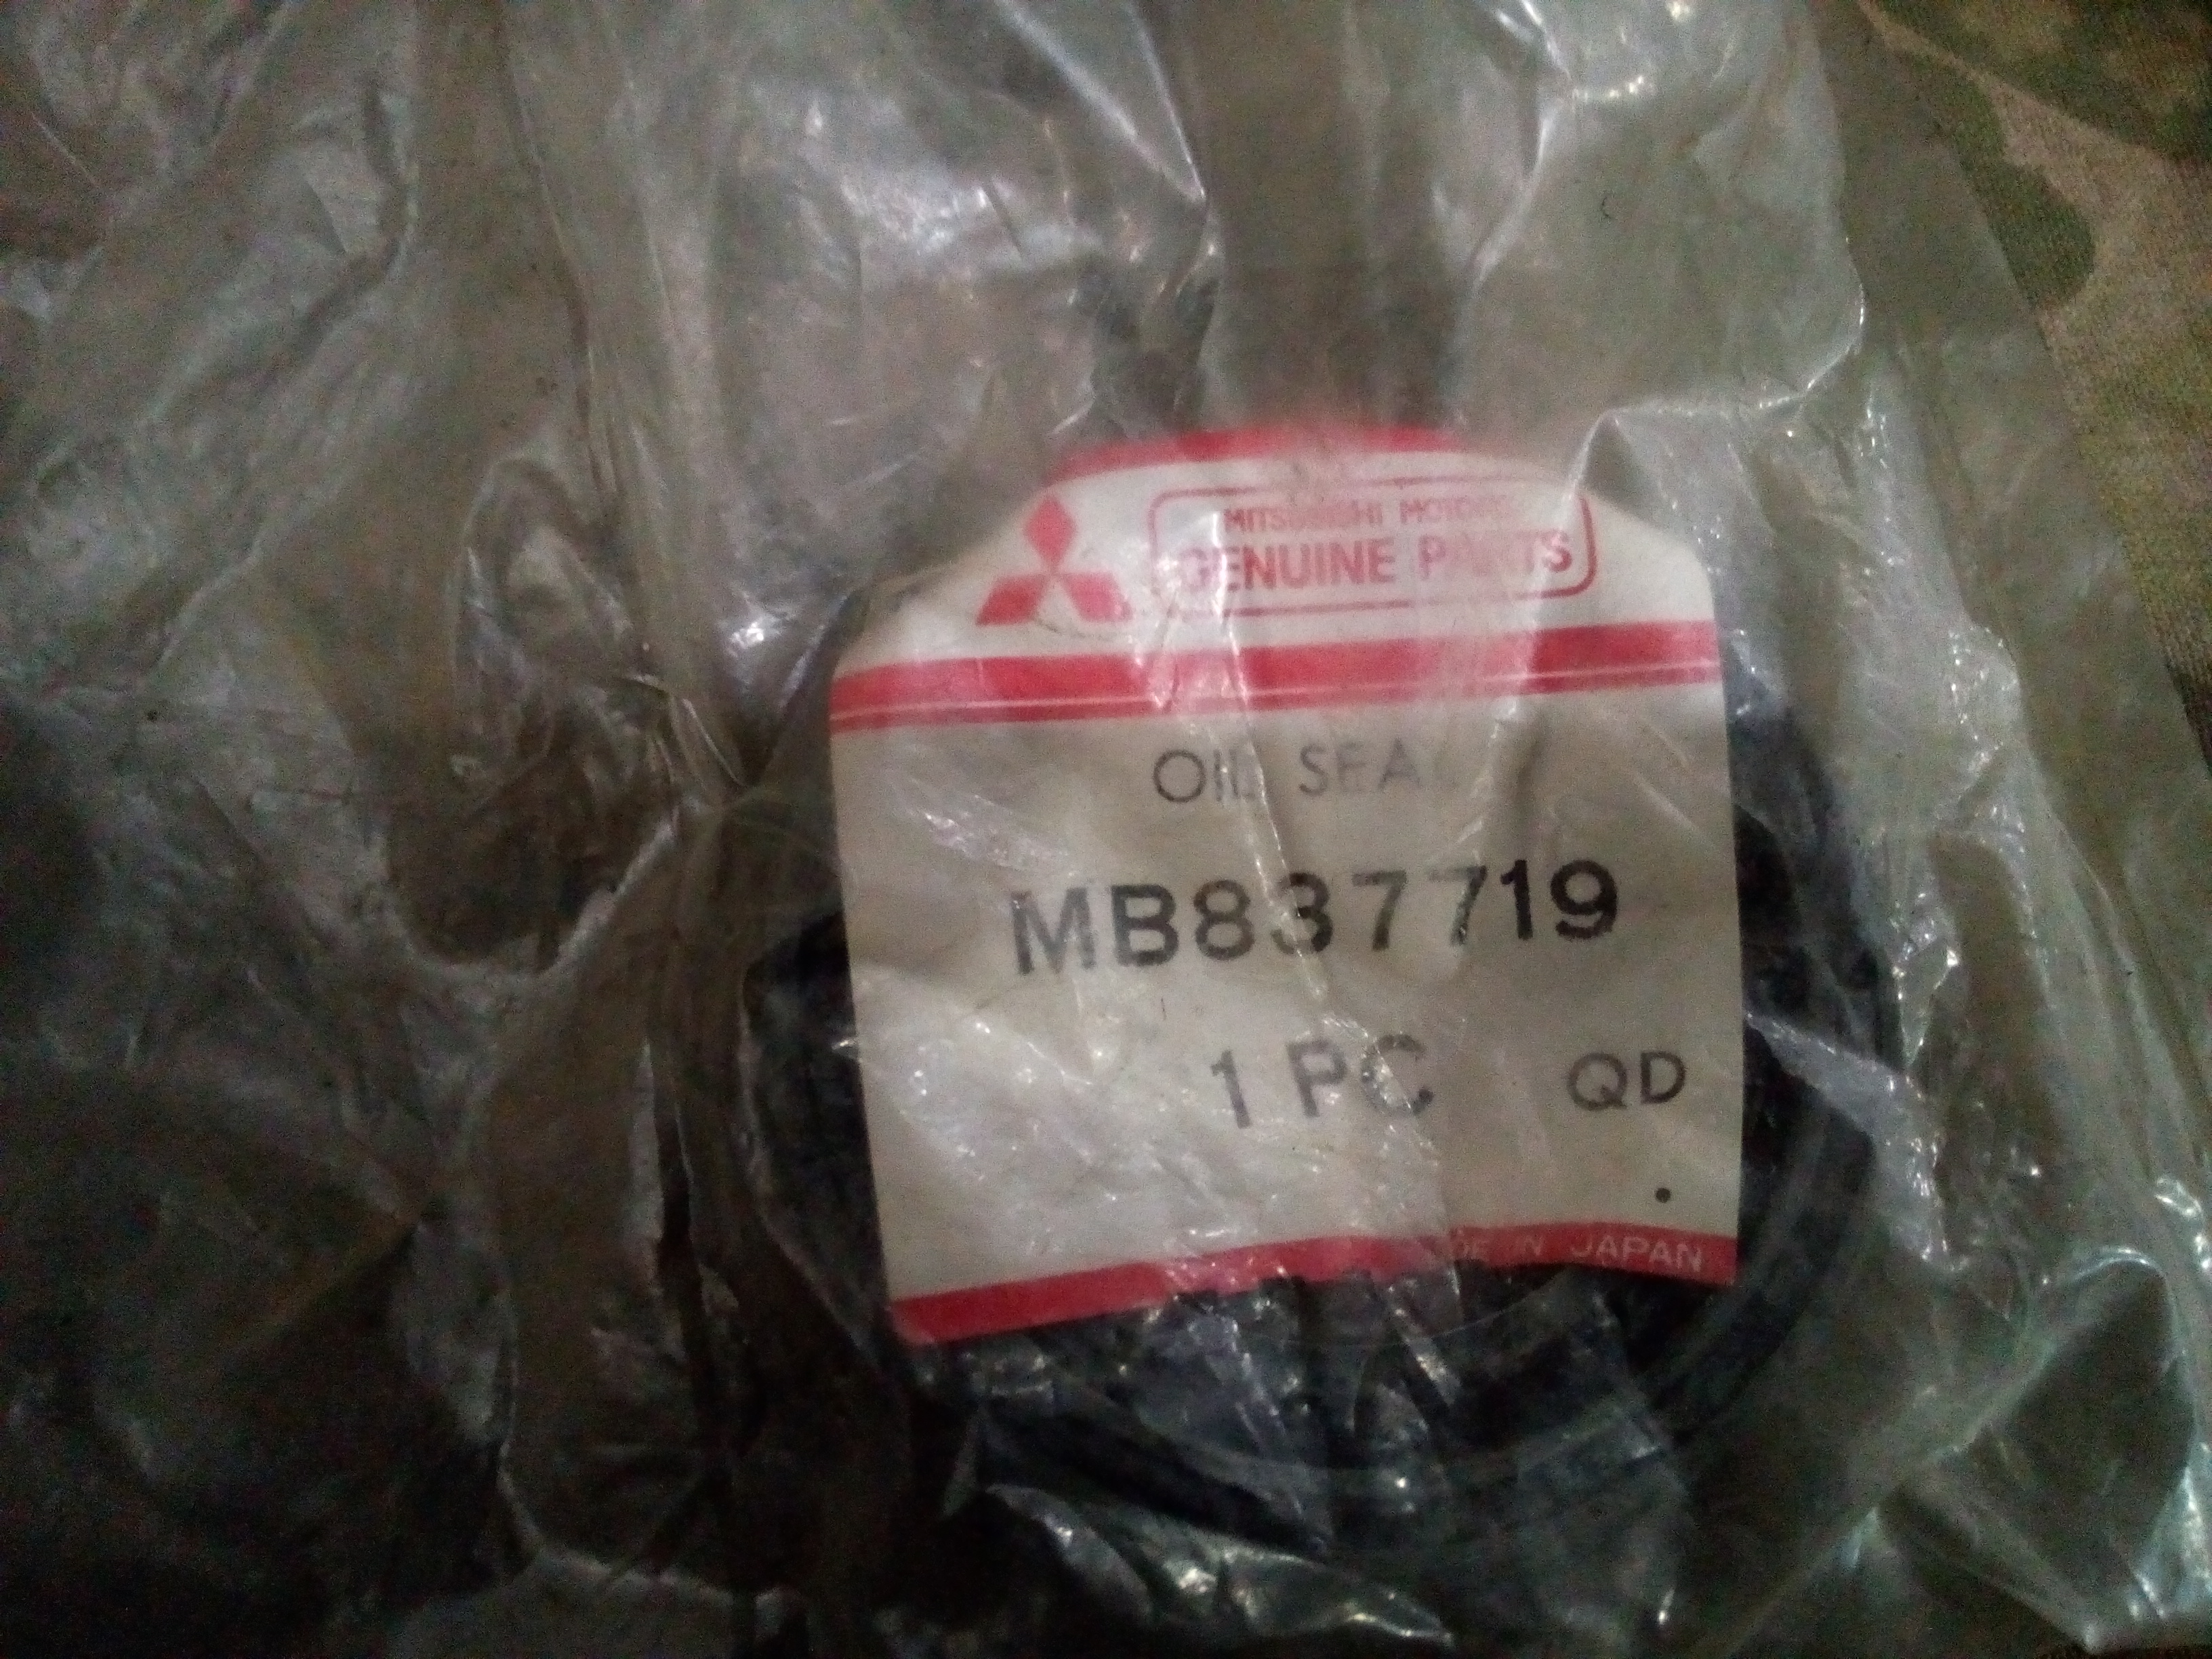 MITSUBISHI MOTORS
GENUINE PARTS
OIL SEAL
MB837719
1 PC QD
MADE IN JAPAN